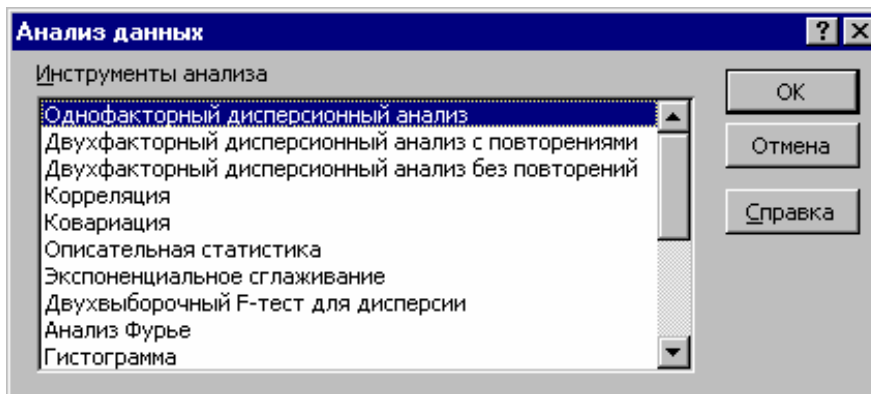 Анализ данных
Инструменты анализа
Однофакторный дисперсионный анализ
Двухфакторный дисперсионный анализ с повторениями
Двухфакторный дисперсионный анализ без повторений
Корреляция
Ковариация
Описательная статистика
Экспоненциальное сглаживание
Двухвыборочный F-тест для дисперсии
Анализ Фурье
Гистограмма
OK
Отмена
Справка